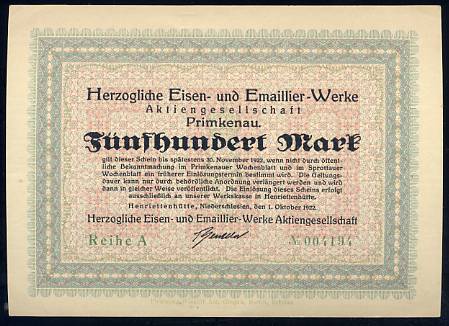 Herzogliche Eisen- und Emaillier-Werke
Aktiengesellschaft
Primkenau.
Fünfhundert Mark
gilt dieser Schein bis spätestens 30. November 1922, wenn nicht durch öffent-
liche Bekanntmachung im Primkenauer Wochenblatt und im Sprottauer
Wochenblatt ein früherer Einlösungstermin bestimmt wird. Die Geltungs-
dauer kann nur durch behördliche Anordnung verlängert werden und wird
dann in gleicher Weise veröffentlicht. Die Einlösung dieses Scheins erfolgt
ausschließlich an unserer Werkskasse in Henriettenhütte.
Henriettenhütte, Niederschlesien, den 1. Oktober 1922.
Herzogliche Eisen- und Emaillier-Werke Aktiengesellschaft
Reihe A
№ 004194